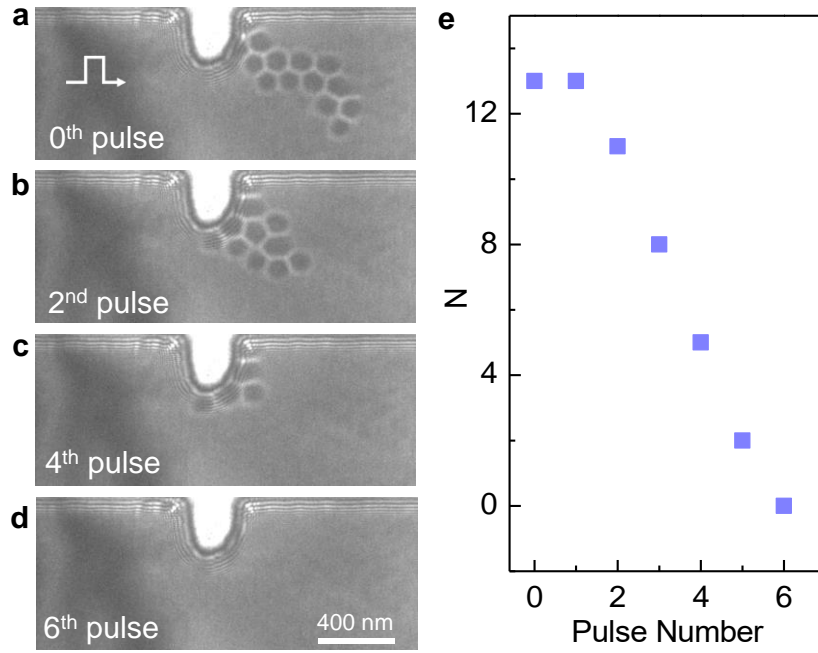 a
0th pulse
b
2nd pulse
c
4th pulse
d
6th pulse
400 nm
e
12
8
4
0
N
0 2 4 6
Pulse Number